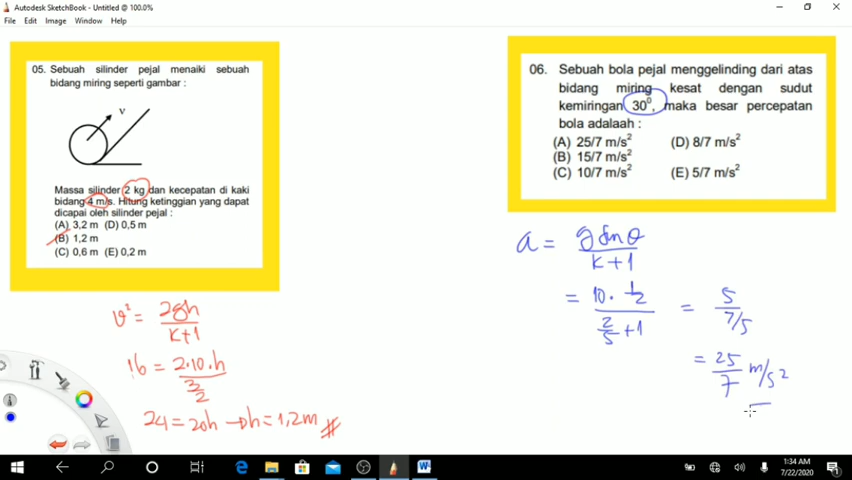 Autodesk SketchBook @ 100.0%
File Edit Image Window Help
05. Sebuah silinder pejal menaiki sebuah
bidang miring seperti gambar :
v
Massa silinder 2 kg dan kecepatan di kaki
bidang 4 m/s. Hitung ketinggian yang dapat
dicapai oleh silinder pejal :
(A) 3,2 m (D) 0,5 m
(B) 1,2 m
(C) 0,6 m (E) 0,2 m
v² = 2gh / k+1
16 = 2·10·h / 3/2
24 = 20h → h = 1,2 m
06. Sebuah bola pejal menggelinding dari atas
bidang miring kesat dengan sudut
kemiringan 30⁰, maka besar percepatan
bola adalaah :
(A) 25/7 m/s² (D) 8/7 m/s²
(B) 15/7 m/s²
(C) 10/7 m/s² (E) 5/7 m/s²
a = g sin θ / k+1
= 10 · 1/2 / 2/5 + 1 = 5 / 7/5
= 25/7 m/s²
1:34 AM
7/22/2020